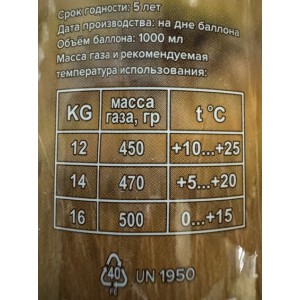 Срок годности: 5 лет
Дата производства: на дне баллона
Объём баллона: 1000 мл
Масса газа и рекомендуемая
температура использования:
KG масса газа, гр t °C
12 450 +10...+25
14 470 +5...+20
16 500 0...+15
40 UN 1950